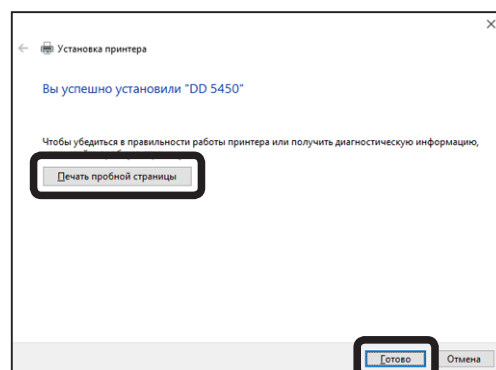 Установка принтера
Вы успешно установили "DD 5450"
Чтобы убедиться в правильности работы принтера или получить диагностическую информацию,
Печать пробной страницы
Готово Отмена